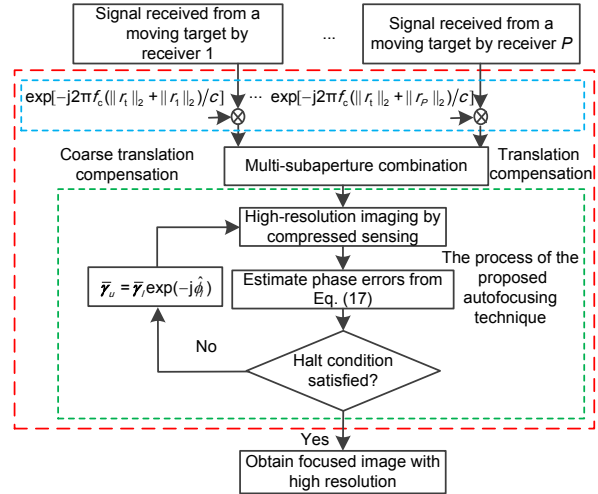 Signal received from a
moving target by
receiver 1
...
Signal received from a
moving target by
receiver P
exp[−j2πf_c(‖r_t‖_2+‖r_1‖_2)/c]
···
exp[−j2πf_c(‖r_t‖_2+‖r_P‖_2)/c]
Coarse translation
compensation
Multi-subaperture combination
Translation
compensation
High-resolution imaging by
compressed sensing
γ̄_u = γ̄_l exp(−jφ̂_l)
Estimate phase errors from
Eq. (17)
The process of the
proposed
autofocusing
technique
No
Halt condition
satisfied?
Yes
Obtain focused image with
high resolution